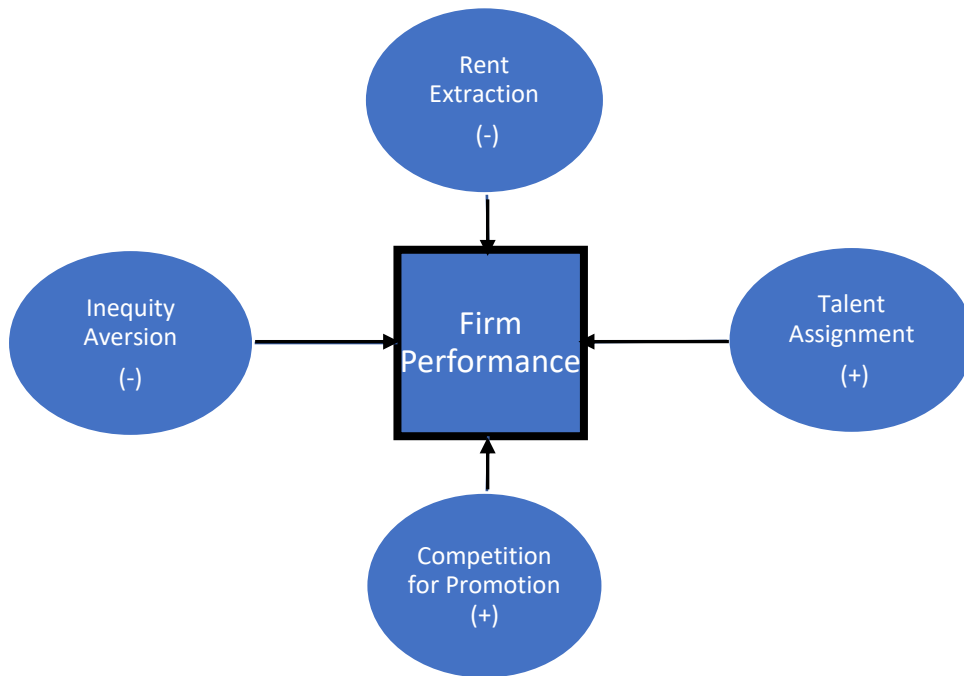 Rent
Extraction
(-)
Inequity
Aversion
(-)
Firm
Performance
Talent
Assignment
(+)
Competition
for Promotion
(+)